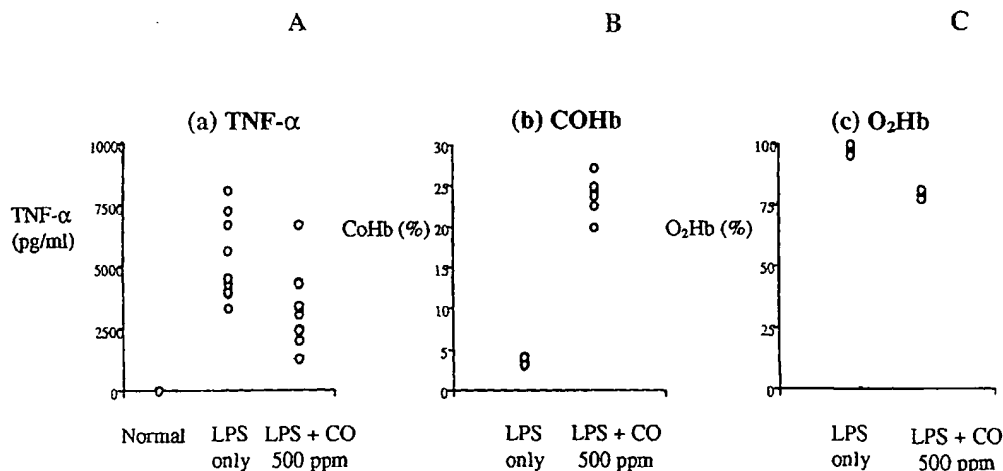 A
B
C
(a) TNF-α
(b) COHb
(c) O₂Hb
TNF-α
(pg/ml)
10000
7500
5000
2500
0
Normal
LPS
only
LPS + CO
500 ppm
CoHb (%)
30
25
20
15
10
5
0
LPS
only
LPS + CO
500 ppm
O₂Hb (%)
100
75
50
25
0
LPS
only
LPS + CO
500 ppm